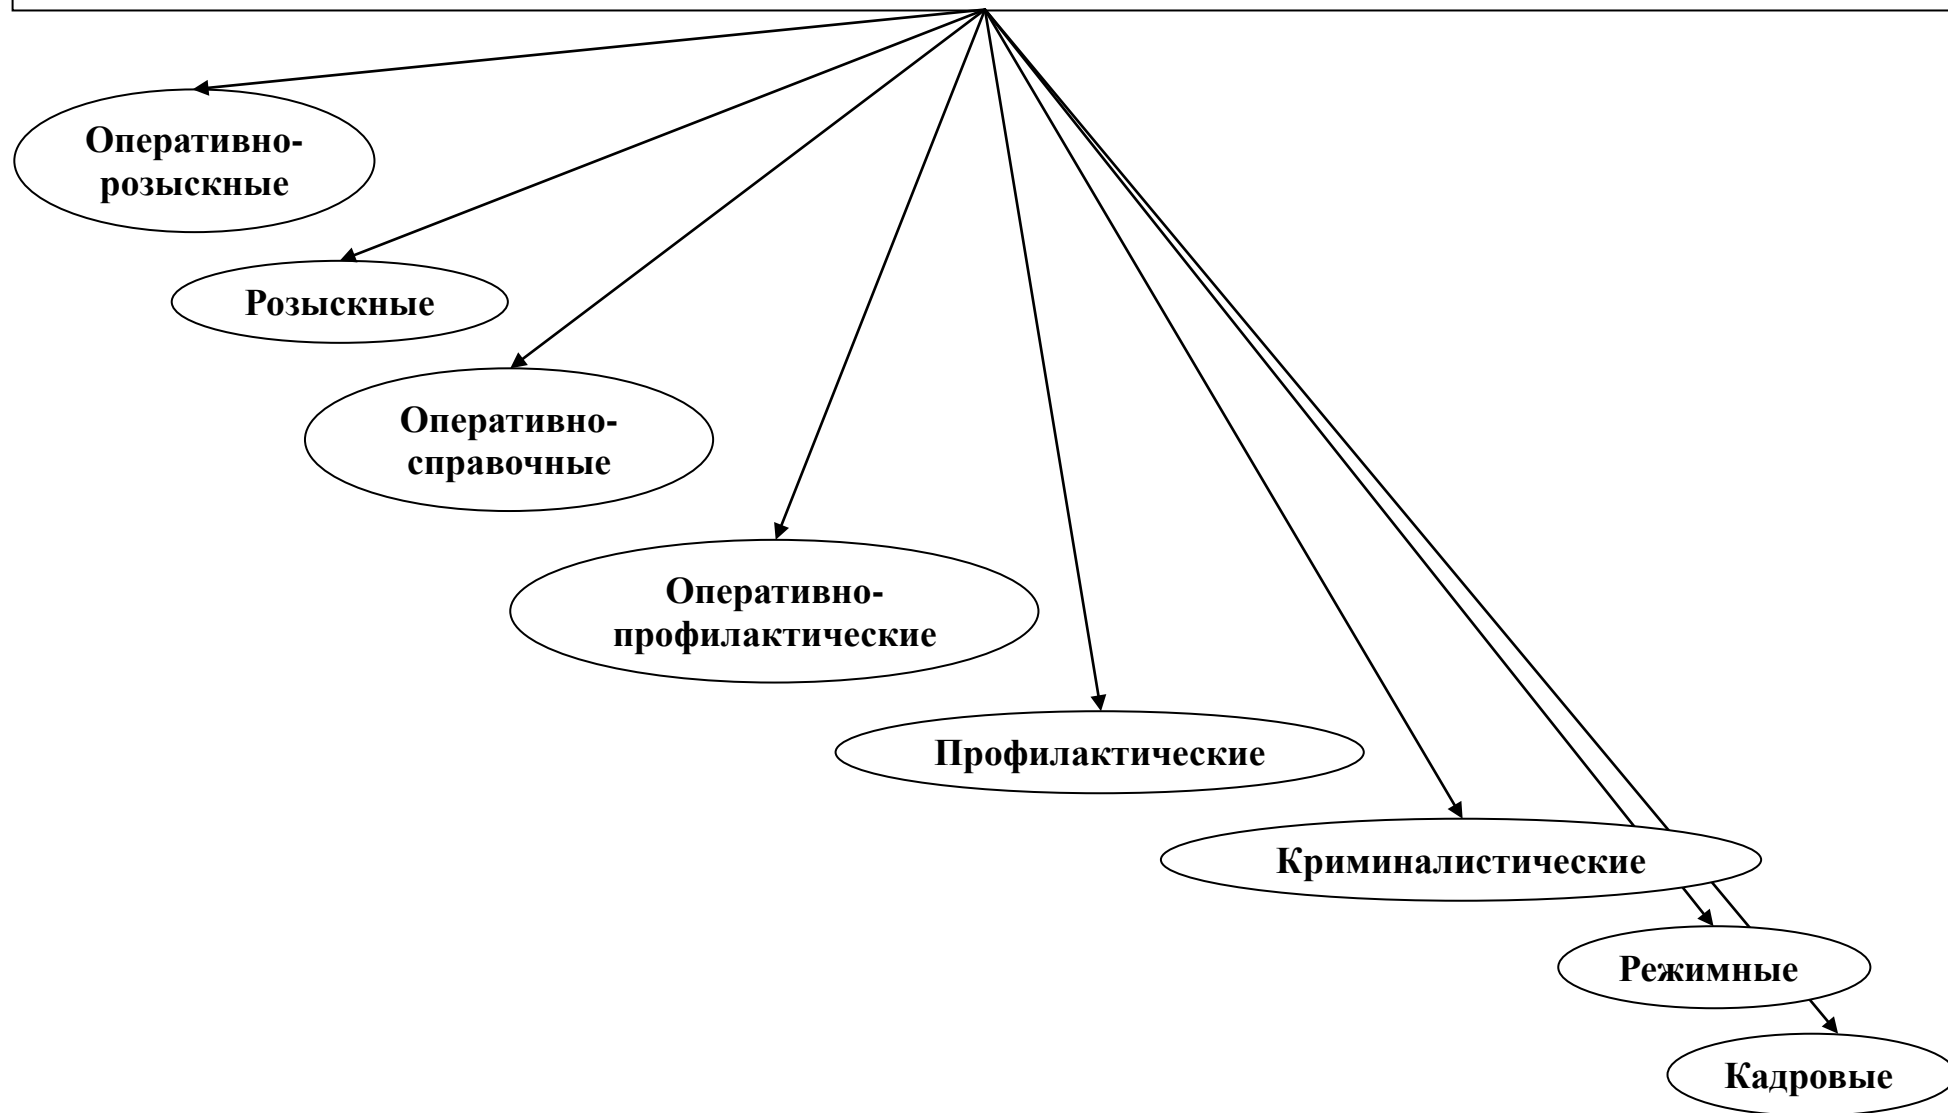 Оперативно-
розыскные
Розыскные
Оперативно-
справочные
Оперативно-
профилактические
Профилактические
Криминалистические
Режимные
Кадровые